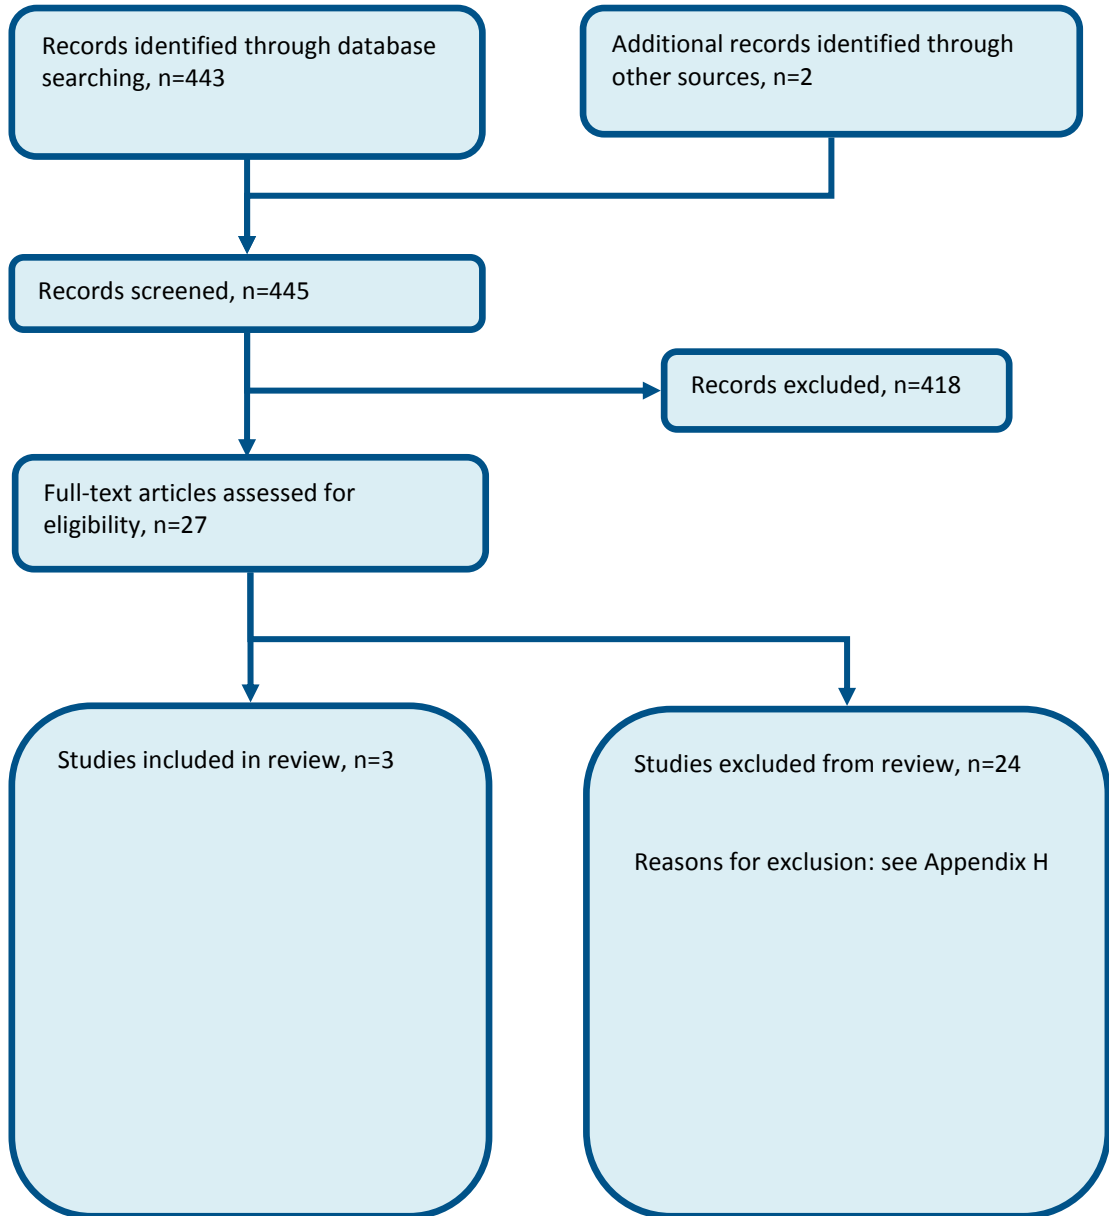 Records identified through database
searching, n=443
Additional records identified through
other sources, n=2
Records screened, n=445
Records excluded, n=418
Full-text articles assessed for
eligibility, n=27
Studies included in review, n=3
Studies excluded from review, n=24
Reasons for exclusion: see Appendix H